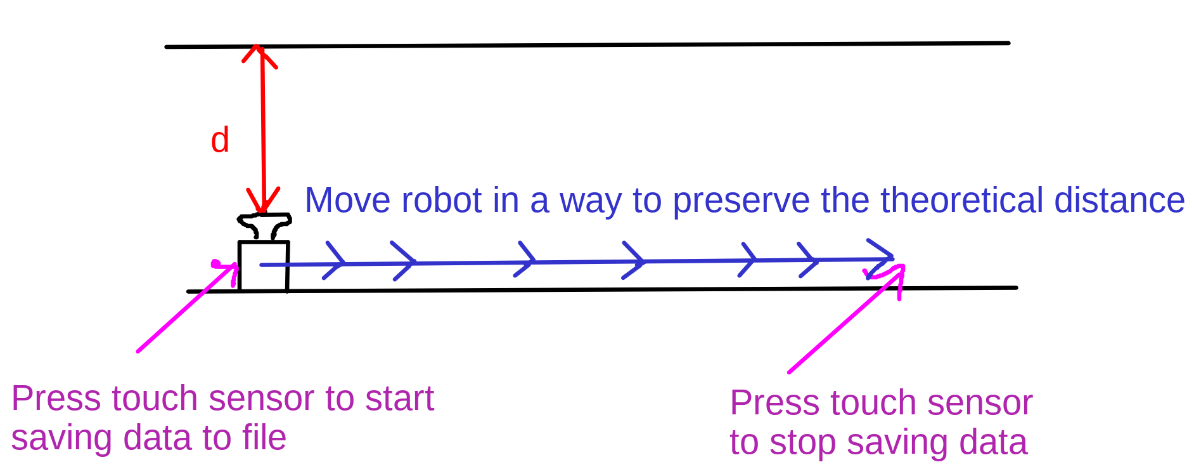 d
Move robot in a way to preserve the theoretical distance
Press touch sensor to start
saving data to file
Press touch sensor
to stop saving data